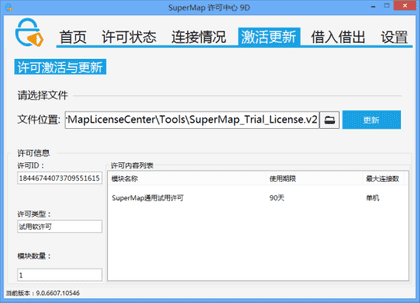 SuperMap 许可中心 9D
首页 许可状态 连接情况 激活更新 借入借出 设置
许可激活与更新
请选择文件
文件位置: MapLicenseCenter\Tools\SuperMap_Trial_License.v2 更新
许可信息
许可ID：
18446744073709551615
许可类型：
试用软许可
模块数量：
1
许可内容列表
模块名称 使用期限 最大连接数
SuperMap通用试用许可 90天 单机
当前版本：9.0.6607.10546